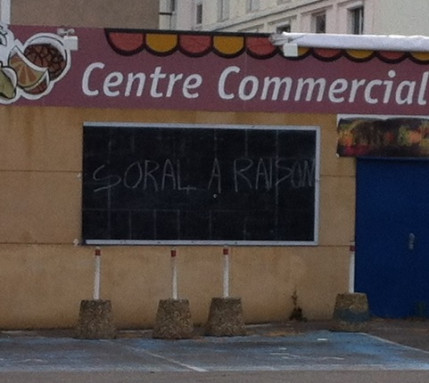 Centre Commercial
SORAL A RAISON